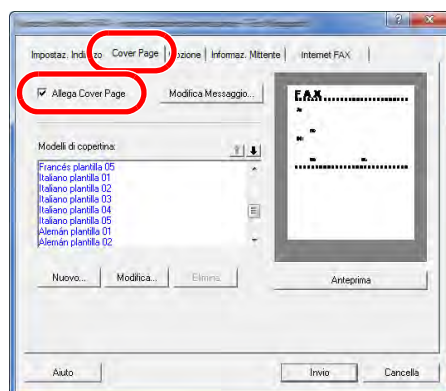 Impostaz. Indirizzo Cover Page Opzione Informaz. Mittente Internet FAX
Allega Cover Page Modifica Messaggio...
FAX
Modelli di copertina:
Francés plantilla 05
Italiano plantilla 01
Italiano plantilla 02
Italiano plantilla 03
Italiano plantilla 04
Italiano plantilla 05
Alemán plantilla 01
Alemán plantilla 02
Nuovo... Modifica... Elimina Anteprima
Aiuto Invio Cancella